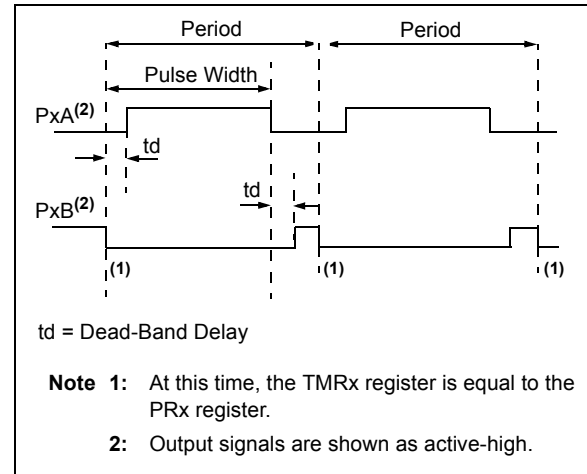 Period Period
Pulse Width
PxA(2)
td
td
PxB(2)
(1) (1) (1)
td = Dead-Band Delay
Note 1: At this time, the TMRx register is equal to the
PRx register.
2: Output signals are shown as active-high.